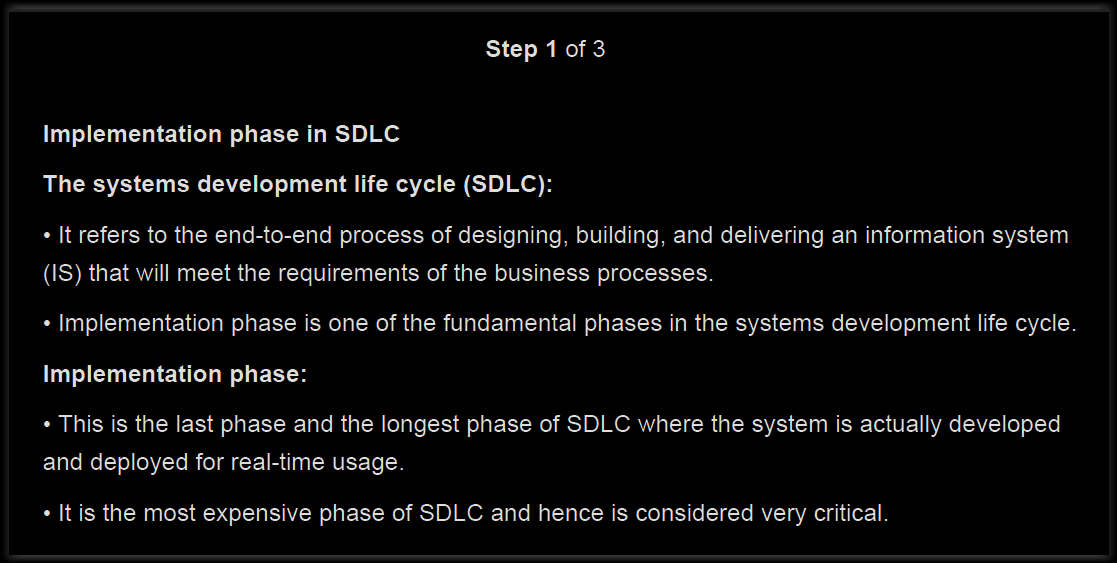 Step 1 of 3
Implementation phase in SDLC
The systems development life cycle (SDLC):
• It refers to the end-to-end process of designing, building, and delivering an information system
(IS) that will meet the requirements of the business processes.
• Implementation phase is one of the fundamental phases in the systems development life cycle.
Implementation phase:
• This is the last phase and the longest phase of SDLC where the system is actually developed
and deployed for real-time usage.
• It is the most expensive phase of SDLC and hence is considered very critical.